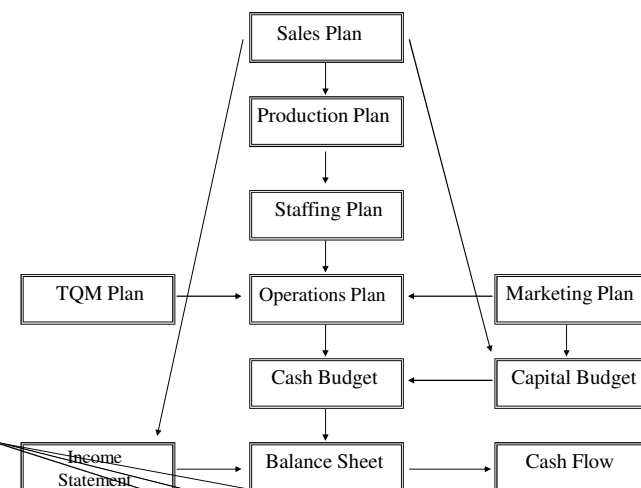 Sales Plan
Production Plan
Staffing Plan
TQM Plan
Operations Plan
Marketing Plan
Cash Budget
Capital Budget
Income
Statement
Balance Sheet
Cash Flow